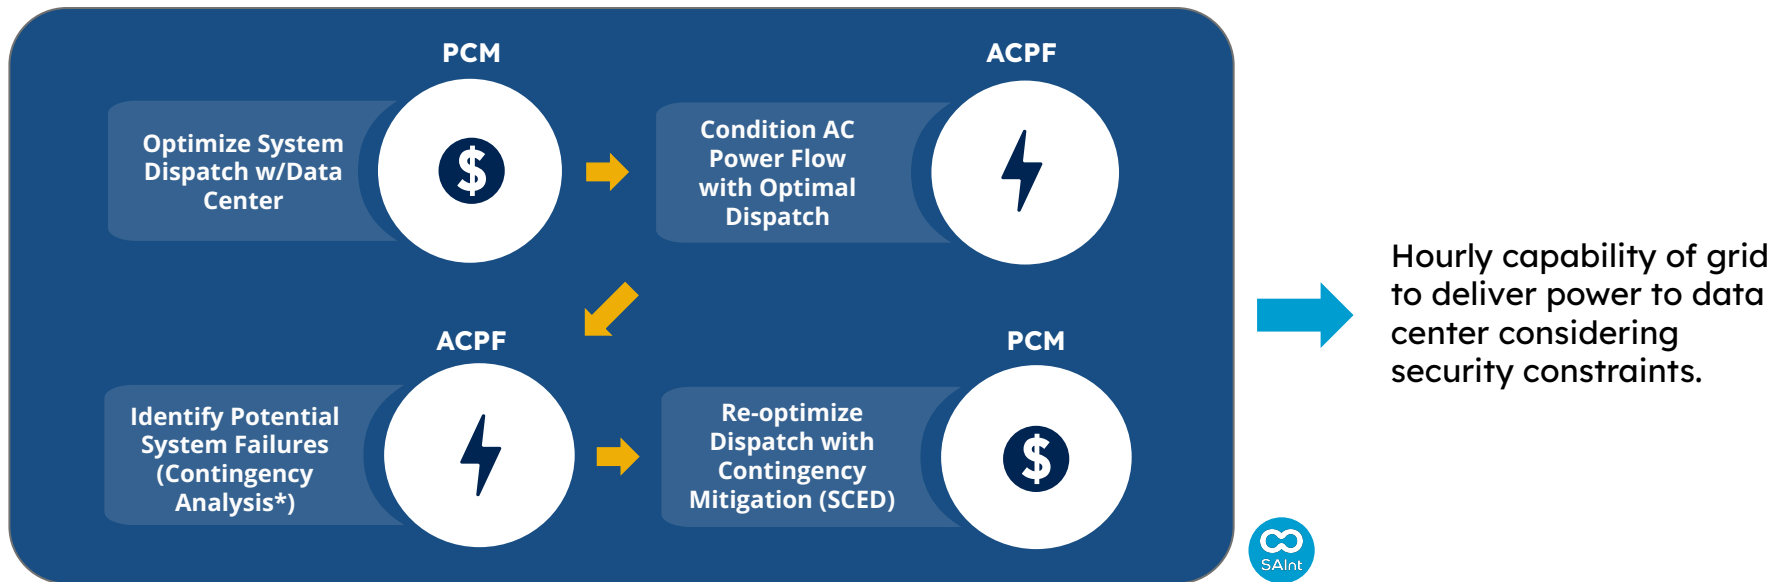 PCM
Optimize System
Dispatch w/Data
Center
$
ACPF
Condition AC
Power Flow
with Optimal
Dispatch
ACPF
Identify Potential
System Failures
(Contingency
Analysis*)
PCM
Re-optimize
Dispatch with
Contingency
Mitigation (SCED)
$
Hourly capability of grid
to deliver power to data
center considering
security constraints.
SAInt